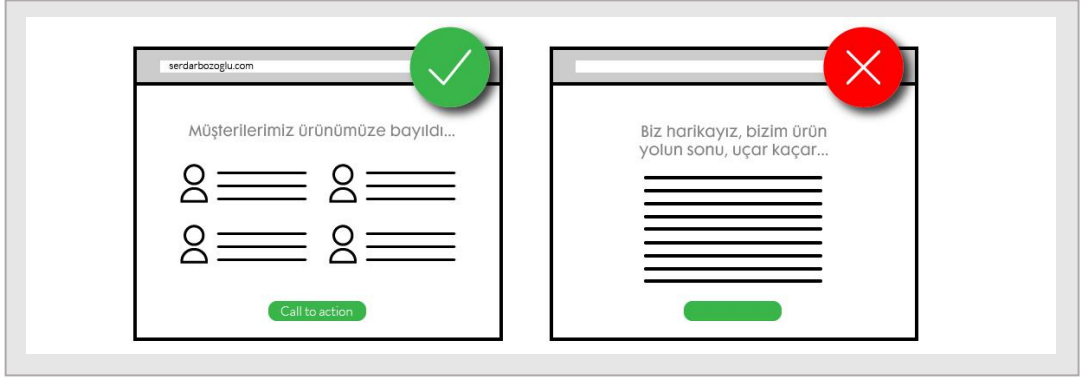 serdarbozoglu.com
Müşterilerimiz ürünümüze bayıldı...
Call to action
Biz harikayız, bizim ürün
yolun sonu, uçar kaçar...